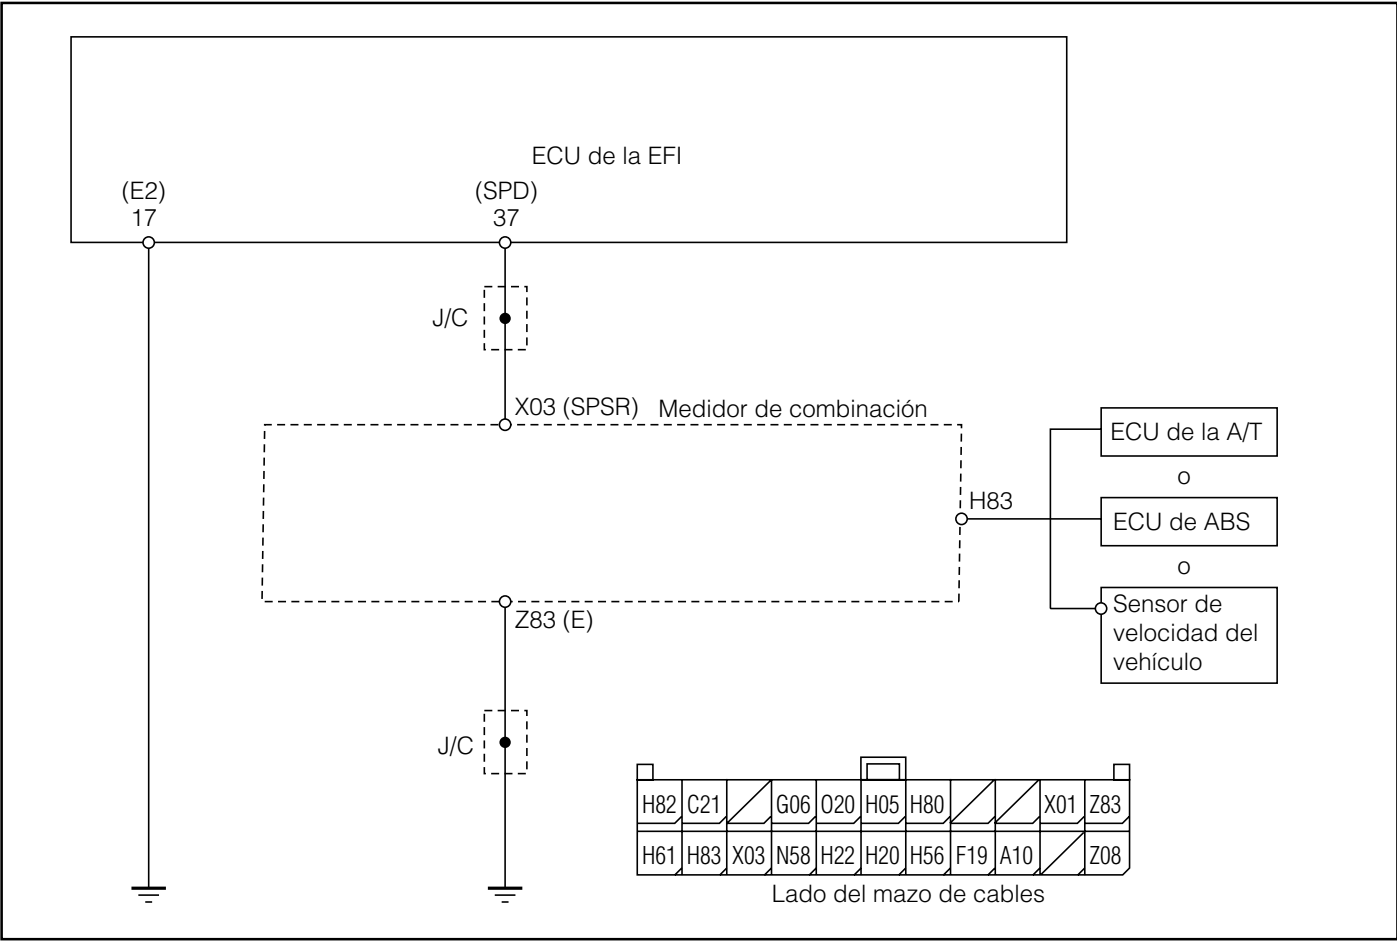 ECU de la EFI
(E2)
17
(SPD)
37
J/C
X03 (SPSR)
Medidor de combinación
H83
ECU de la A/T
o
ECU de ABS
o
Sensor de
velocidad del
vehículo
Z83 (E)
J/C
H82 C21 G06 O20 H05 H80 X01 Z83
H61 H83 X03 N58 H22 H20 H56 F19 A10 Z08
Lado del mazo de cables